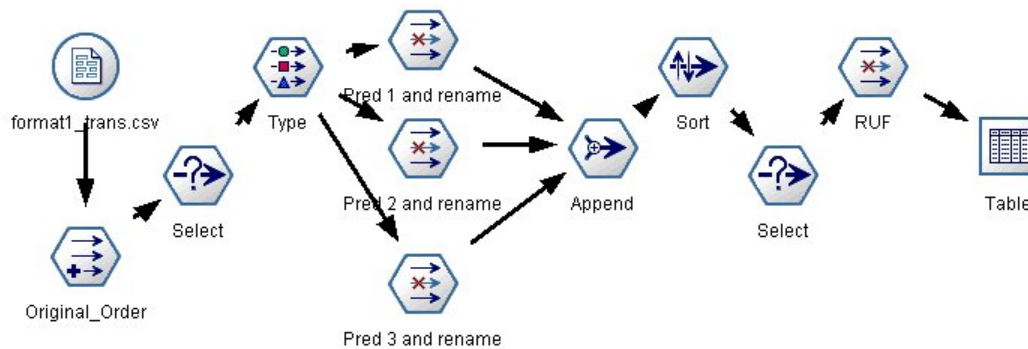 format1_trans.csv
Original_Order
Select
Type
Pred 1 and rename
Pred 2 and rename
Pred 3 and rename
Append
Sort
Select
RUF
Table